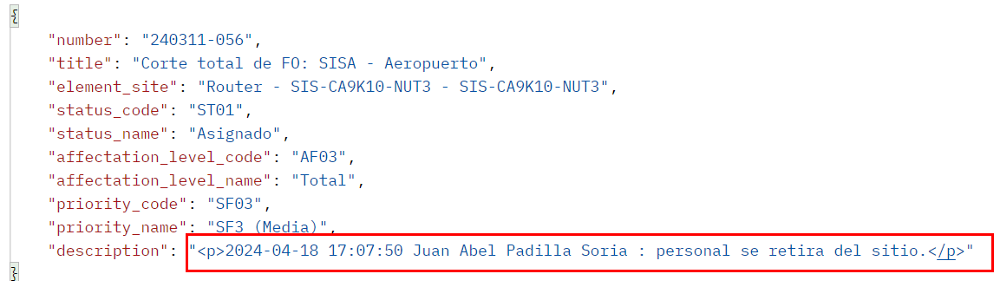 {
"number": "240311-056",
"title": "Corte total de FO: SISA - Aeropuerto",
"element_site": "Router - SIS-CA9K10-NUT3 - SIS-CA9K10-NUT3",
"status_code": "ST01",
"status_name": "Asignado",
"affectation_level_code": "AF03",
"affectation_level_name": "Total",
"priority_code": "SF03",
"priority_name": "SF3 (Media)",
"description": "<p>2024-04-18 17:07:50 Juan Abel Padilla Soria : personal se retira del sitio.</p>"
}